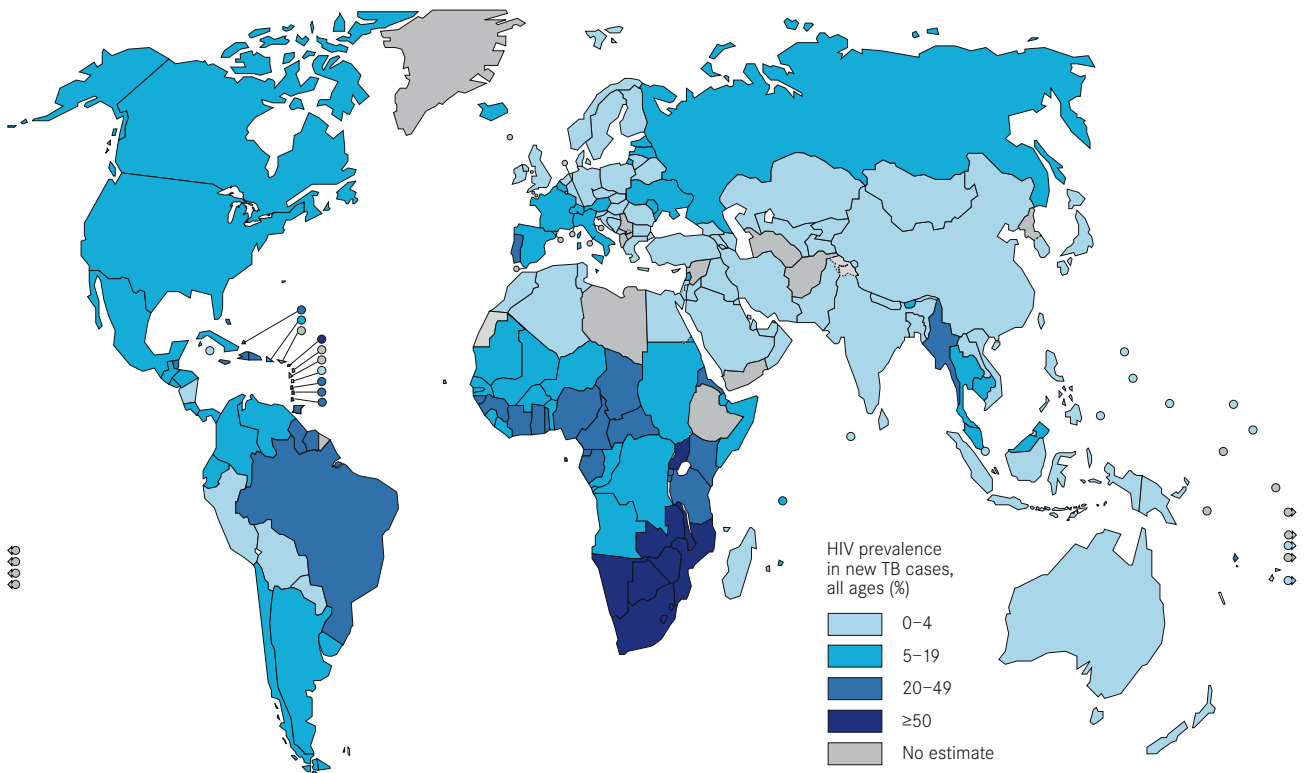 HIV prevalence
in new TB cases,
all ages (%)
0–4
5–19
20–49
≥50
No estimate